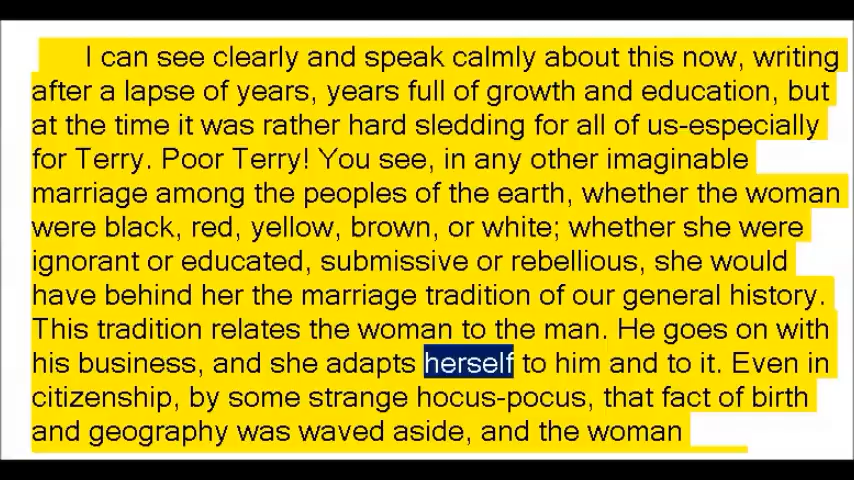 I can see clearly and speak calmly about this now, writing
after a lapse of years, years full of growth and education, but
at the time it was rather hard sledding for all of us-especially
for Terry. Poor Terry! You see, in any other imaginable
marriage among the peoples of the earth, whether the woman
were black, red, yellow, brown, or white; whether she were
ignorant or educated, submissive or rebellious, she would
have behind her the marriage tradition of our general history.
This tradition relates the woman to the man. He goes on with
his business, and she adapts herself to him and to it. Even in
citizenship, by some strange hocus-pocus, that fact of birth
and geography was waved aside, and the woman